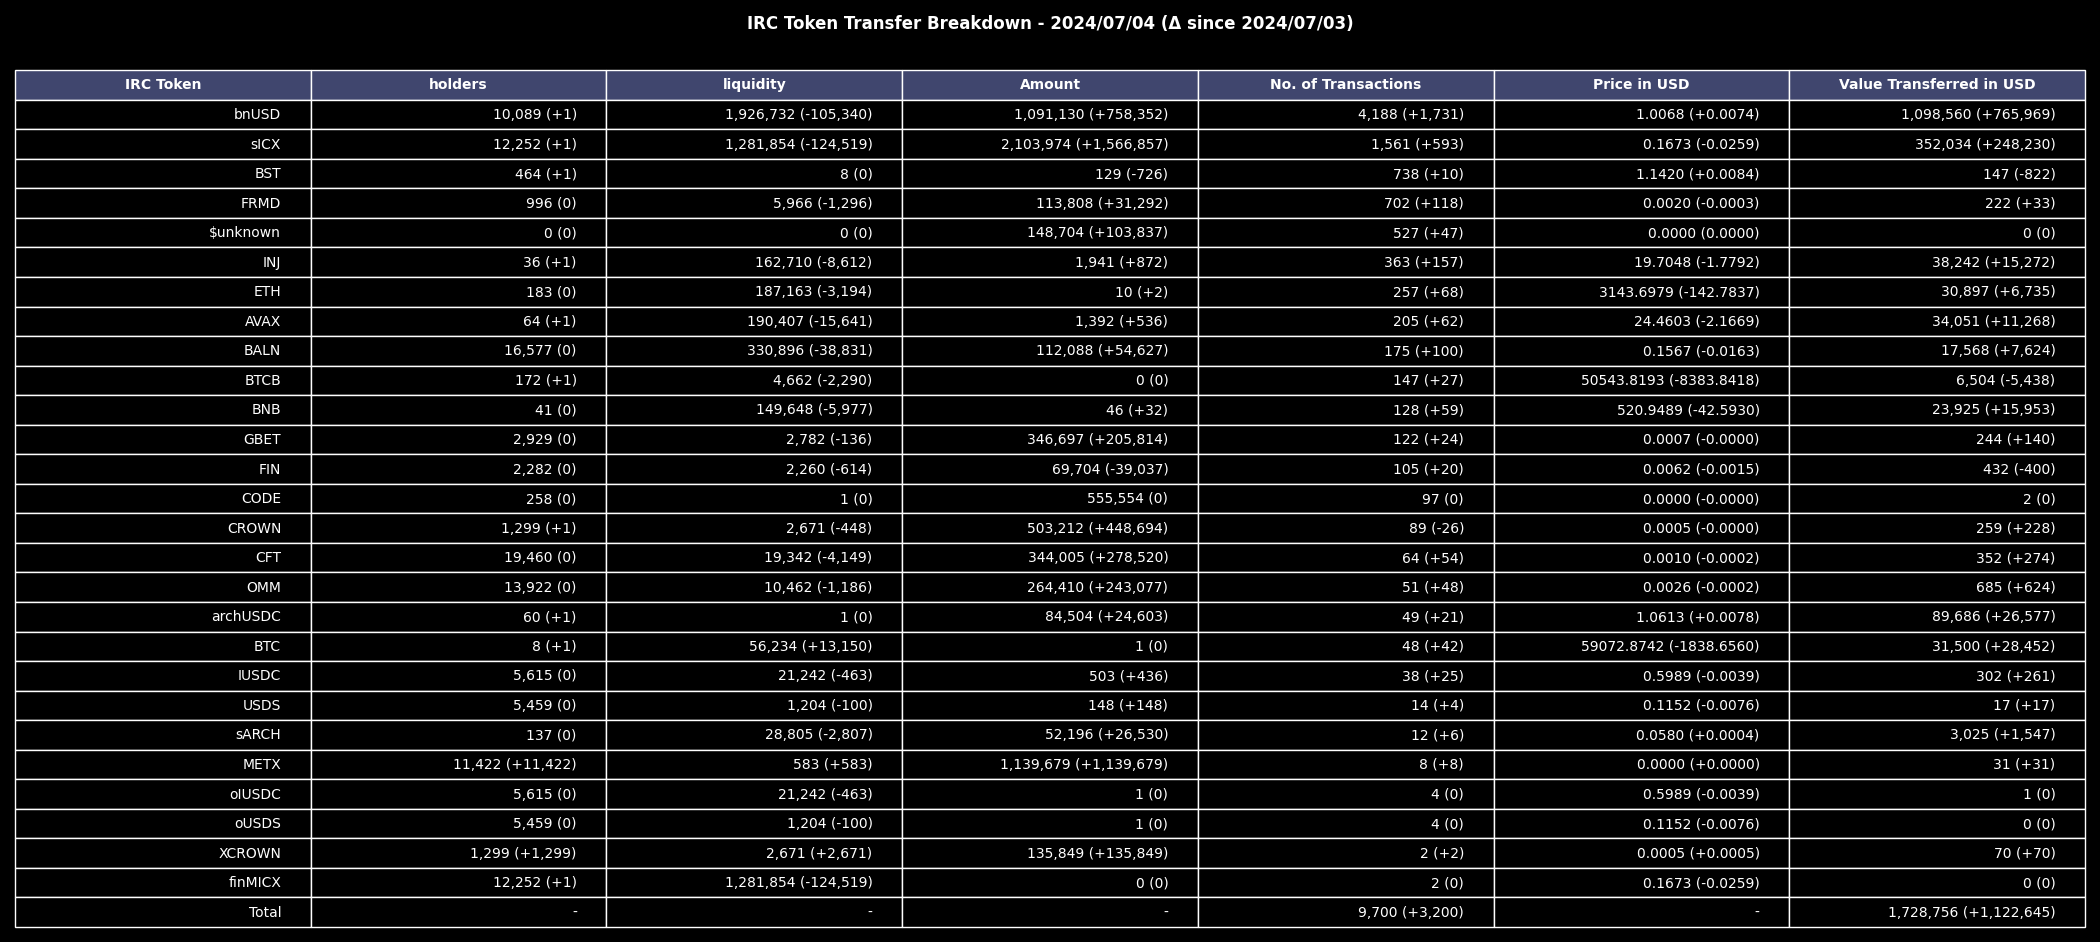 IRC Token Transfer Breakdown - 2024/07/04 (Δ since 2024/07/03)
IRC Token holders liquidity Amount No. of Transactions Price in USD Value Transferred in USD
bnUSD 10,089 (+1) 1,926,732 (-105,340) 1,091,130 (+758,352) 4,188 (+1,731) 1.0068 (+0.0074) 1,098,560 (+765,969)
sICX 12,252 (+1) 1,281,854 (-124,519) 2,103,974 (+1,566,857) 1,561 (+593) 0.1673 (-0.0259) 352,034 (+248,230)
BST 464 (+1) 8 (0) 129 (-726) 738 (+10) 1.1420 (+0.0084) 147 (-822)
FRMD 996 (0) 5,966 (-1,296) 113,808 (+31,292) 702 (+118) 0.0020 (-0.0003) 222 (+33)
$unknown 0 (0) 0 (0) 148,704 (+103,837) 527 (+47) 0.0000 (0.0000) 0 (0)
INJ 36 (+1) 162,710 (-8,612) 1,941 (+872) 363 (+157) 19.7048 (-1.7792) 38,242 (+15,272)
ETH 183 (0) 187,163 (-3,194) 10 (+2) 257 (+68) 3143.6979 (-142.7837) 30,897 (+6,735)
AVAX 64 (+1) 190,407 (-15,641) 1,392 (+536) 205 (+62) 24.4603 (-2.1669) 34,051 (+11,268)
BALN 16,577 (0) 330,896 (-38,831) 112,088 (+54,627) 175 (+100) 0.1567 (-0.0163) 17,568 (+7,624)
BTCB 172 (+1) 4,662 (-2,290) 0 (0) 147 (+27) 50543.8193 (-8383.8418) 6,504 (-5,438)
BNB 41 (0) 149,648 (-5,977) 46 (+32) 128 (+59) 520.9489 (-42.5930) 23,925 (+15,953)
GBET 2,929 (0) 2,782 (-136) 346,697 (+205,814) 122 (+24) 0.0007 (-0.0000) 244 (+140)
FIN 2,282 (0) 2,260 (-614) 69,704 (-39,037) 105 (+20) 0.0062 (-0.0015) 432 (-400)
CODE 258 (0) 1 (0) 555,554 (0) 97 (0) 0.0000 (-0.0000) 2 (0)
CROWN 1,299 (+1) 2,671 (-448) 503,212 (+448,694) 89 (-26) 0.0005 (-0.0000) 259 (+228)
CFT 19,460 (0) 19,342 (-4,149) 344,005 (+278,520) 64 (+54) 0.0010 (-0.0002) 352 (+274)
OMM 13,922 (0) 10,462 (-1,186) 264,410 (+243,077) 51 (+48) 0.0026 (-0.0002) 685 (+624)
archUSDC 60 (+1) 1 (0) 84,504 (+24,603) 49 (+21) 1.0613 (+0.0078) 89,686 (+26,577)
BTC 8 (+1) 56,234 (+13,150) 1 (0) 48 (+42) 59072.8742 (-1838.6560) 31,500 (+28,452)
IUSDC 5,615 (0) 21,242 (-463) 503 (+436) 38 (+25) 0.5989 (-0.0039) 302 (+261)
USDS 5,459 (0) 1,204 (-100) 148 (+148) 14 (+4) 0.1152 (-0.0076) 17 (+17)
sARCH 137 (0) 28,805 (-2,807) 52,196 (+26,530) 12 (+6) 0.0580 (+0.0004) 3,025 (+1,547)
METX 11,422 (+11,422) 583 (+583) 1,139,679 (+1,139,679) 8 (+8) 0.0000 (+0.0000) 31 (+31)
oIUSDC 5,615 (0) 21,242 (-463) 1 (0) 4 (0) 0.5989 (-0.0039) 1 (0)
oUSDS 5,459 (0) 1,204 (-100) 1 (0) 4 (0) 0.1152 (-0.0076) 0 (0)
XCROWN 1,299 (+1,299) 2,671 (+2,671) 135,849 (+135,849) 2 (+2) 0.0005 (+0.0005) 70 (+70)
finMICX 12,252 (+1) 1,281,854 (-124,519) 0 (0) 2 (0) 0.1673 (-0.0259) 0 (0)
Total - - - 9,700 (+3,200) - 1,728,756 (+1,122,645)